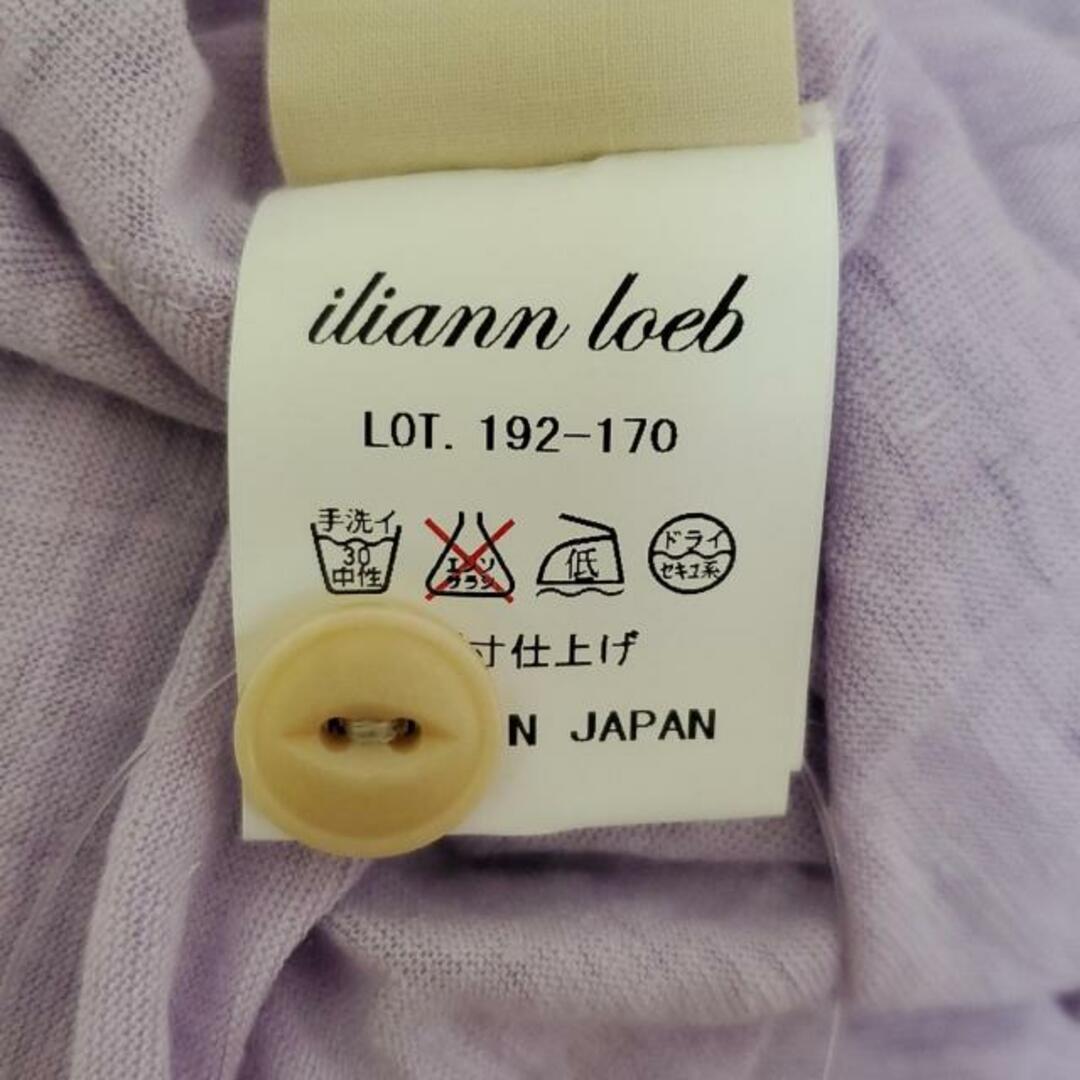 iliann loeb
LOT. 192-170
手洗イ
30
中性
エンソ
サラシ
低
ドライ
セキユ系
寸仕上げ
N JAPAN